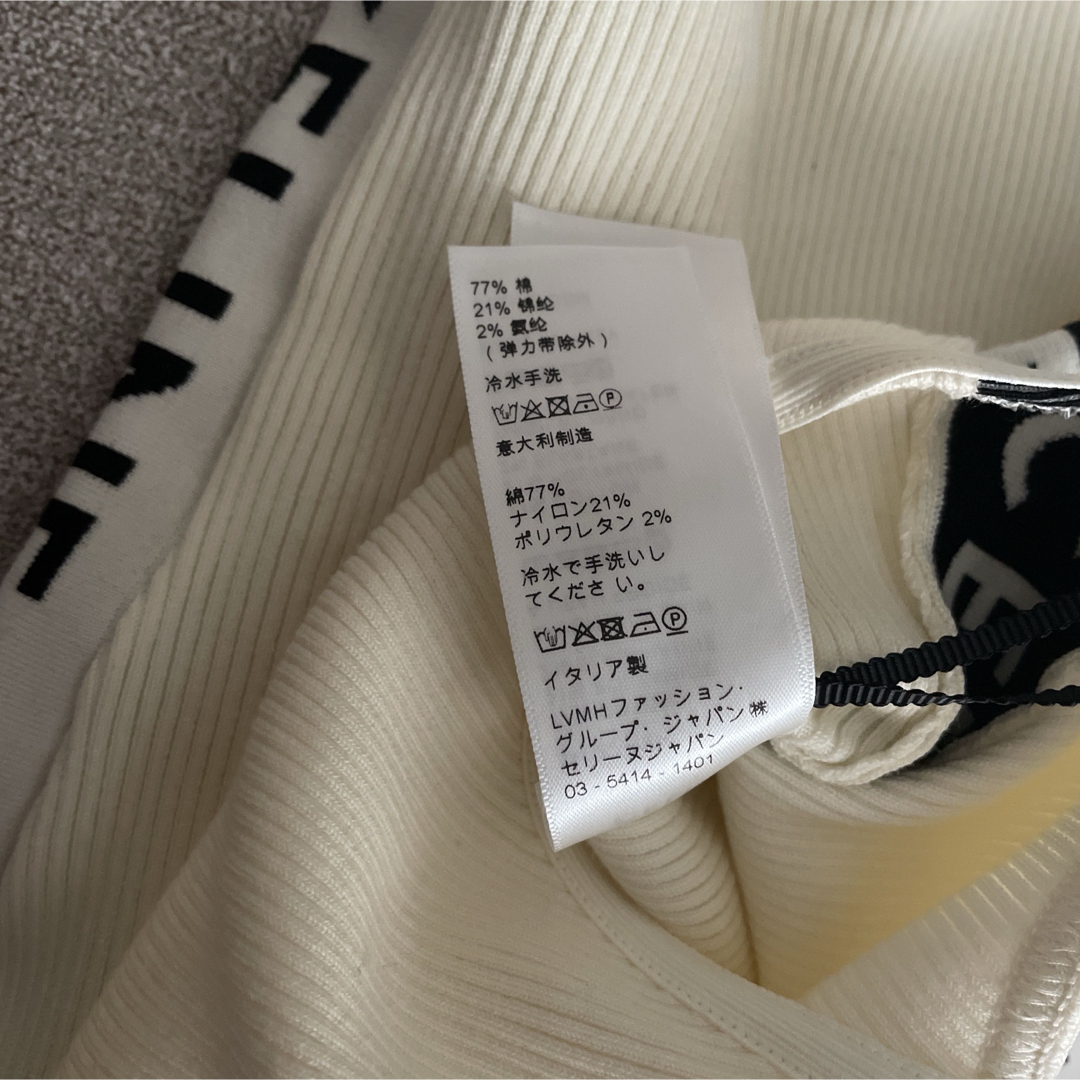 77% 棉
21% 锦纶
2% 氨纶
( 弹力带除外 )
冷水手洗
P
意大利制造
綿77%
ナイロン21%
ポリウレタン 2%
冷水で手洗いし
てくださ い。
P
イタリア製
LVMHファッション・
グループ・ジャパン㈱
セリーヌジャパン
03 - 5414 - 1401